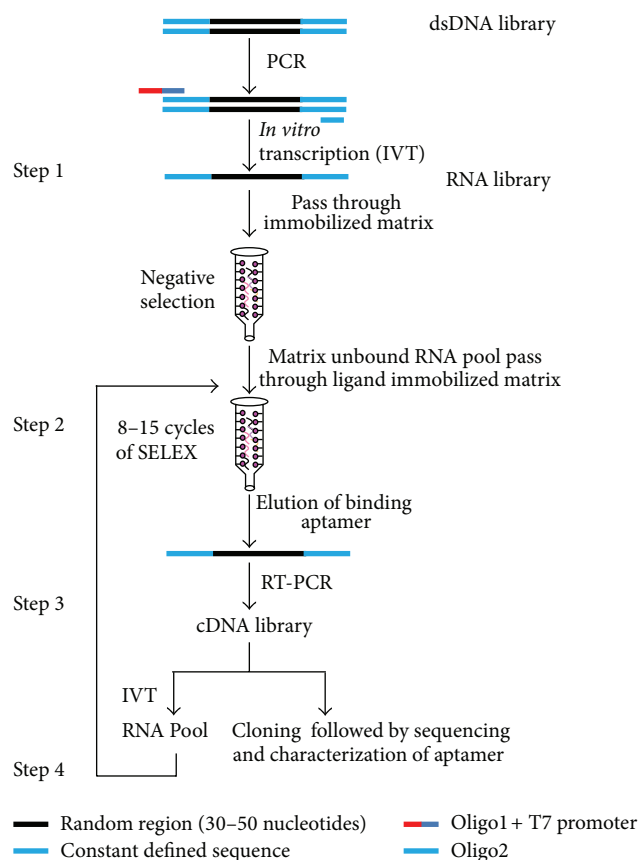 dsDNA library
PCR
In vitro
transcription (IVT)
Step 1
RNA library
Pass through
immobilized matrix
Negative
selection
Matrix unbound RNA pool pass
through ligand immobilized matrix
Step 2
8–15 cycles
of SELEX
Elution of binding
aptamer
RT-PCR
Step 3
cDNA library
IVT
RNA Pool
Cloning followed by sequencing
and characterization of aptamer
Step 4
Random region (30–50 nucleotides)
Oligo1 + T7 promoter
Constant defined sequence
Oligo2